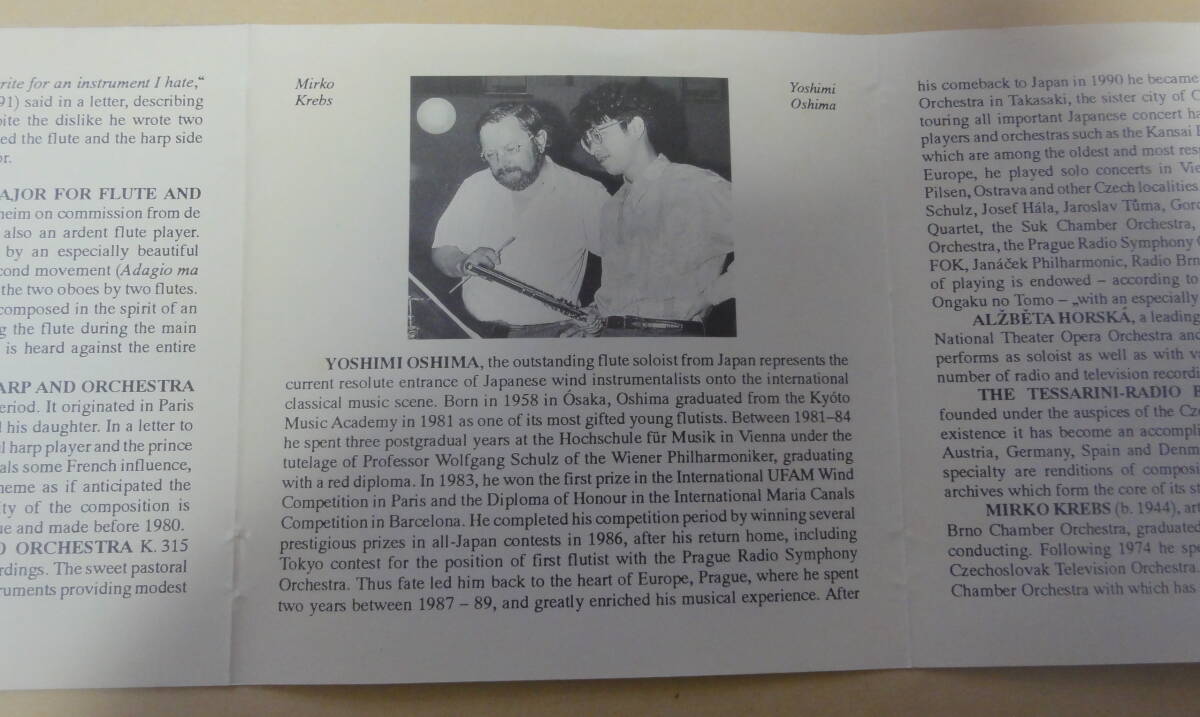 rite for an instrument I hate,“
91) said in a letter, describing
pite the dislike he wrote two
ed the flute and the harp side
or.
AJOR FOR FLUTE AND
heim on commission from de
also an ardent flute player.
by an especially beautiful
cond movement (Adagio ma
the two oboes by two flutes.
composed in the spirit of an
g the flute during the main
is heard against the entire
ARP AND ORCHESTRA
eriod. It originated in Paris
d his daughter. In a letter to
l harp player and the prince
als some French influence,
heme as if anticipated the
ity of the composition is
ue and made before 1980.
O ORCHESTRA K. 315
rdings. The sweet pastoral
ruments providing modest
Mirko
Krebs
Yoshimi
Oshima
YOSHIMI OSHIMA, the outstanding flute soloist from Japan represents the
current resolute entrance of Japanese wind instrumentalists onto the international
classical music scene. Born in 1958 in Ósaka, Oshima graduated from the Kyóto
Music Academy in 1981 as one of its most gifted young flutists. Between 1981–84
he spent three postgradual years at the Hochschule für Musik in Vienna under the
tutelage of Professor Wolfgang Schulz of the Wiener Philharmoniker, graduating
with a red diploma. In 1983, he won the first prize in the International UFAM Wind
Competition in Paris and the Diploma of Honour in the International Maria Canals
Competition in Barcelona. He completed his competition period by winning several
prestigious prizes in all-Japan contests in 1986, after his return home, including
Tokyo contest for the position of first flutist with the Prague Radio Symphony
Orchestra. Thus fate led him back to the heart of Europe, Prague, where he spent
two years between 1987 – 89, and greatly enriched his musical experience. After
his comeback to Japan in 1990 he became
Orchestra in Takasaki, the sister city of
touring all important Japanese concert ha
players and orchestras such as the Kansai
which are among the oldest and most res
Europe, he played solo concerts in Vie
Pilsen, Ostrava and other Czech localities
Schulz, Josef Hála, Jaroslav Tůma, Gor
Quartet, the Suk Chamber Orchestra,
Orchestra, the Prague Radio Symphony
FOK, Janáček Philharmonic, Radio Brn
of playing is endowed – according to
Ongaku no Tomo – „with an especially
ALŽBĚTA HORSKÁ, a leading
National Theater Opera Orchestra and
performs as soloist as well as with v
number of radio and television recordi
THE TESSARINI-RADIO E
founded under the auspices of the Cz
existence it has become an accompli
Austria, Germany, Spain and Denm
specialty are renditions of composi
archives which form the core of its s
MIRKO KREBS (b. 1944), art
Brno Chamber Orchestra, graduate
conducting. Following 1974 he spe
Czechoslovak Television Orchestra.
Chamber Orchestra with which has